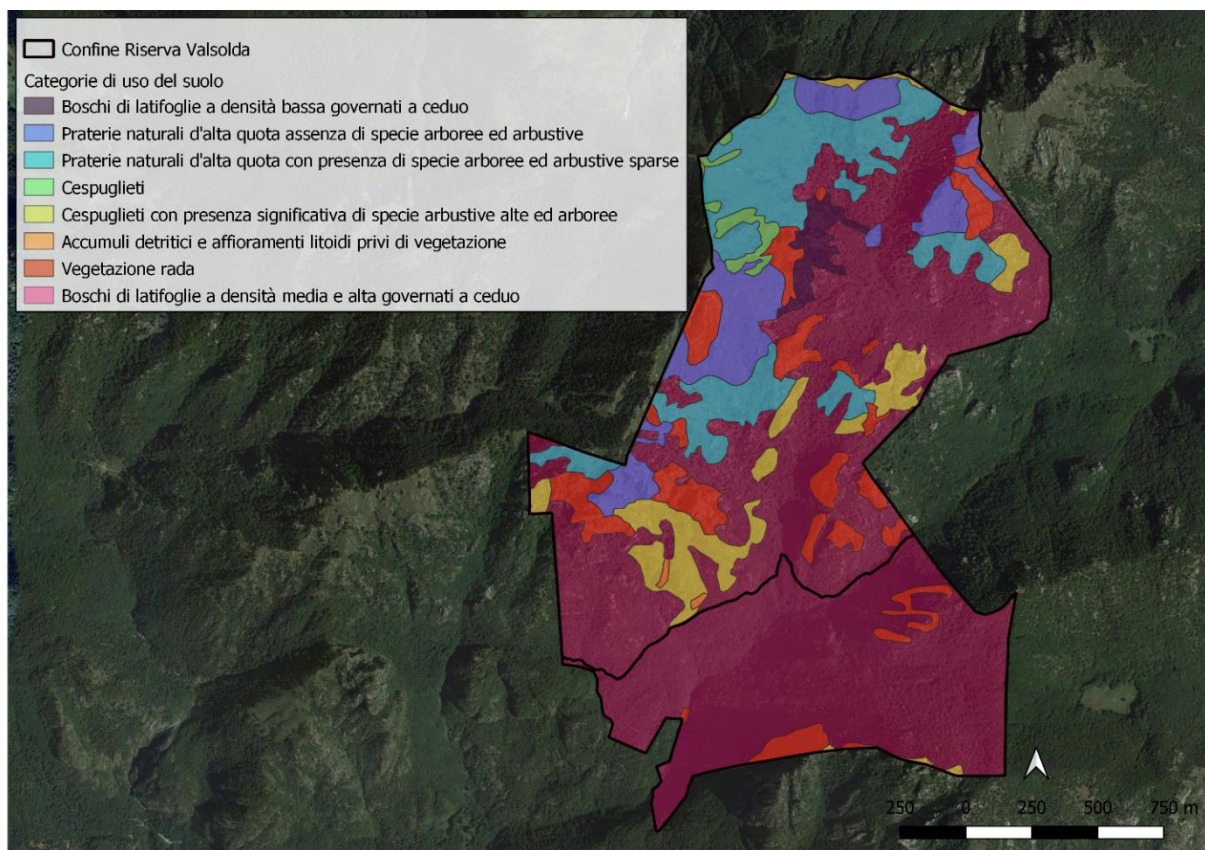 Confine Riserva Valsolda
Categorie di uso del suolo
Boschi di latifoglie a densità bassa governati a ceduo
Praterie naturali d'alta quota assenza di specie arboree ed arbustive
Praterie naturali d'alta quota con presenza di specie arboree ed arbustive sparse
Cespuglieti
Cespuglieti con presenza significativa di specie arbustive alte ed arboree
Accumuli detritici e affioramenti litoidi privi di vegetazione
Vegetazione rada
Boschi di latifoglie a densità media e alta governati a ceduo
250 0 250 500 750 m